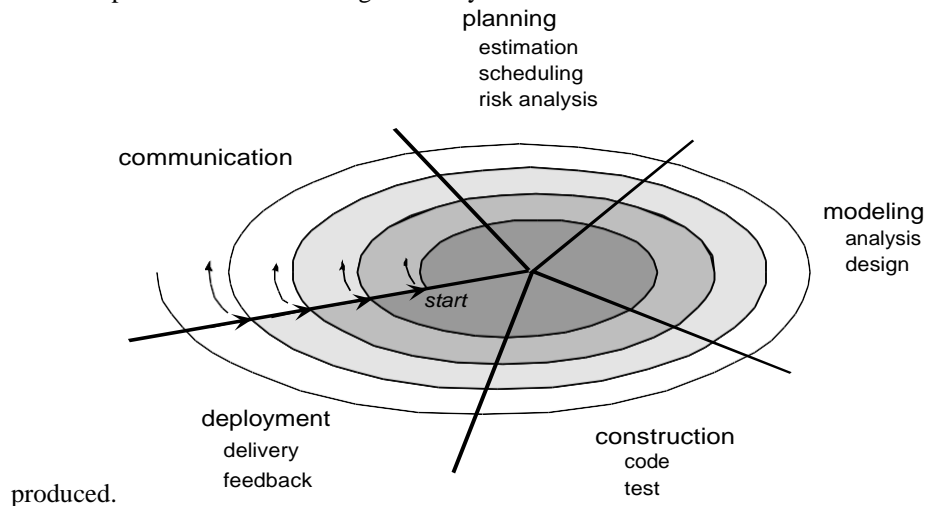 planning
estimation
scheduling
risk analysis
communication
modeling
analysis
design
start
deployment
delivery
feedback
construction
code
test
produced.